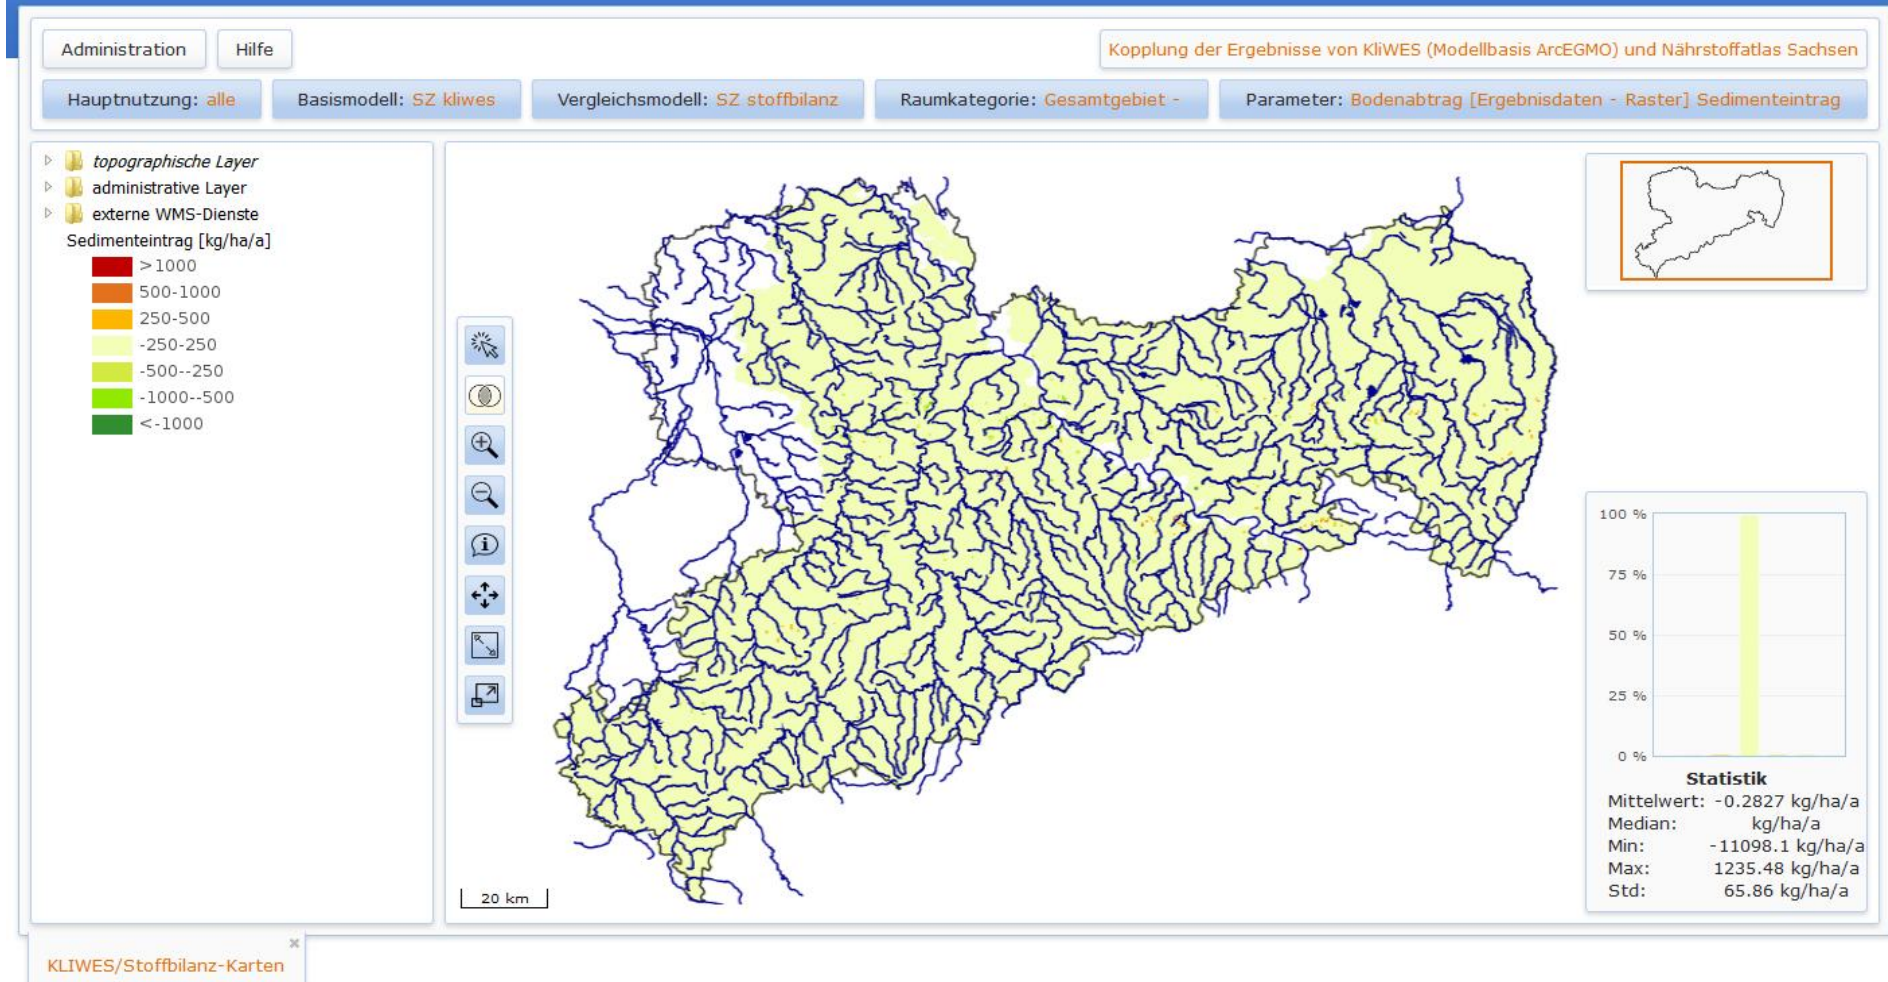 Administration
Hilfe
Kopplung der Ergebnisse von KliWES (Modellbasis ArcEGMO) und Nährstoffatlas Sachsen
Hauptnutzung: alle
Basismodell: SZ kliwes
Vergleichsmodell: SZ stoffbilanz
Raumkategorie: Gesamtgebiet -
Parameter: Bodenabtrag [Ergebnisdaten - Raster] Sedimenteintrag
topographische Layer
administrative Layer
externe WMS-Dienste
Sedimenteintrag [kg/ha/a]
>1000
500-1000
250-500
-250-250
-500--250
-1000--500
<-1000
20 km
100 %
75 %
50 %
25 %
0 %
Statistik
Mittelwert: -0.2827 kg/ha/a
Median: kg/ha/a
Min: -11098.1 kg/ha/a
Max: 1235.48 kg/ha/a
Std: 65.86 kg/ha/a
KLIWES/Stoffbilanz-Karten